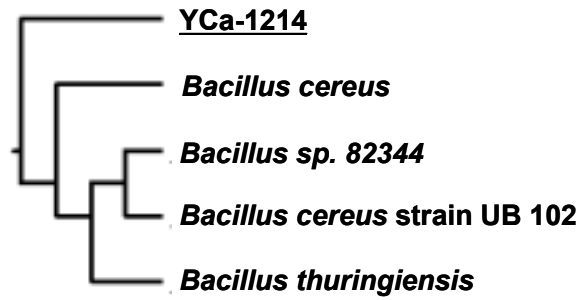 YCa-1214
Bacillus cereus
Bacillus sp. 82344
Bacillus cereus strain UB 102
Bacillus thuringiensis